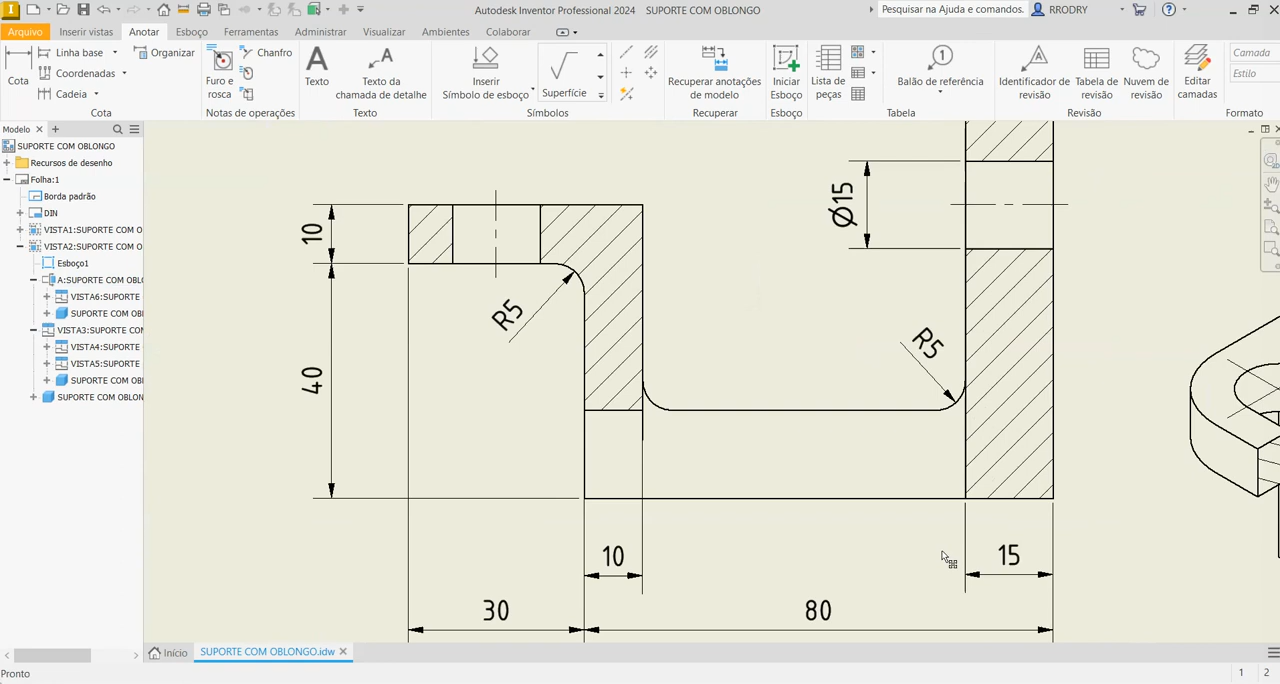 Autodesk Inventor Professional 2024 - SUPORTE COM OBLONGO
Pesquisar na Ajuda e comandos.
RRODRY
Arquivo
Inserir vistas
Anotar
Esboço
Ferramentas
Administrar
Visualizar
Ambientes
Colaborar
Cota
Linha base
Coordenadas
Cadeia
Organizar
Cota
Furo e
rosca
Chanfro
Notas de operações
Texto
Texto da
chamada de detalhe
Texto
Inserir
Símbolo de esboço
Superfície
Símbolos
Recuperar anotações
de modelo
Recuperar
Iniciar
Esboço
Esboço
Lista de
peças
Balão de referência
Tabela
Identificador de
revisão
Tabela de
revisão
Nuvem de
revisão
Revisão
Editar
camadas
Camada
Estilo
Formato
Modelo
SUPORTE COM OBLONGO
Recursos de desenho
Folha:1
Borda padrão
DIN
VISTA1:SUPORTE COM O
VISTA2:SUPORTE COM O
Esboço1
A:SUPORTE COM OBL
VISTA6:SUPORTE
SUPORTE COM OBL
VISTA3:SUPORTE COM
VISTA4:SUPORTE
VISTA5:SUPORTE
SUPORTE COM OBL
SUPORTE COM OBLON
10
40
R5
R5
Ø15
10
15
30
80
Início
SUPORTE COM OBLONGO.idw
Pronto
1
2